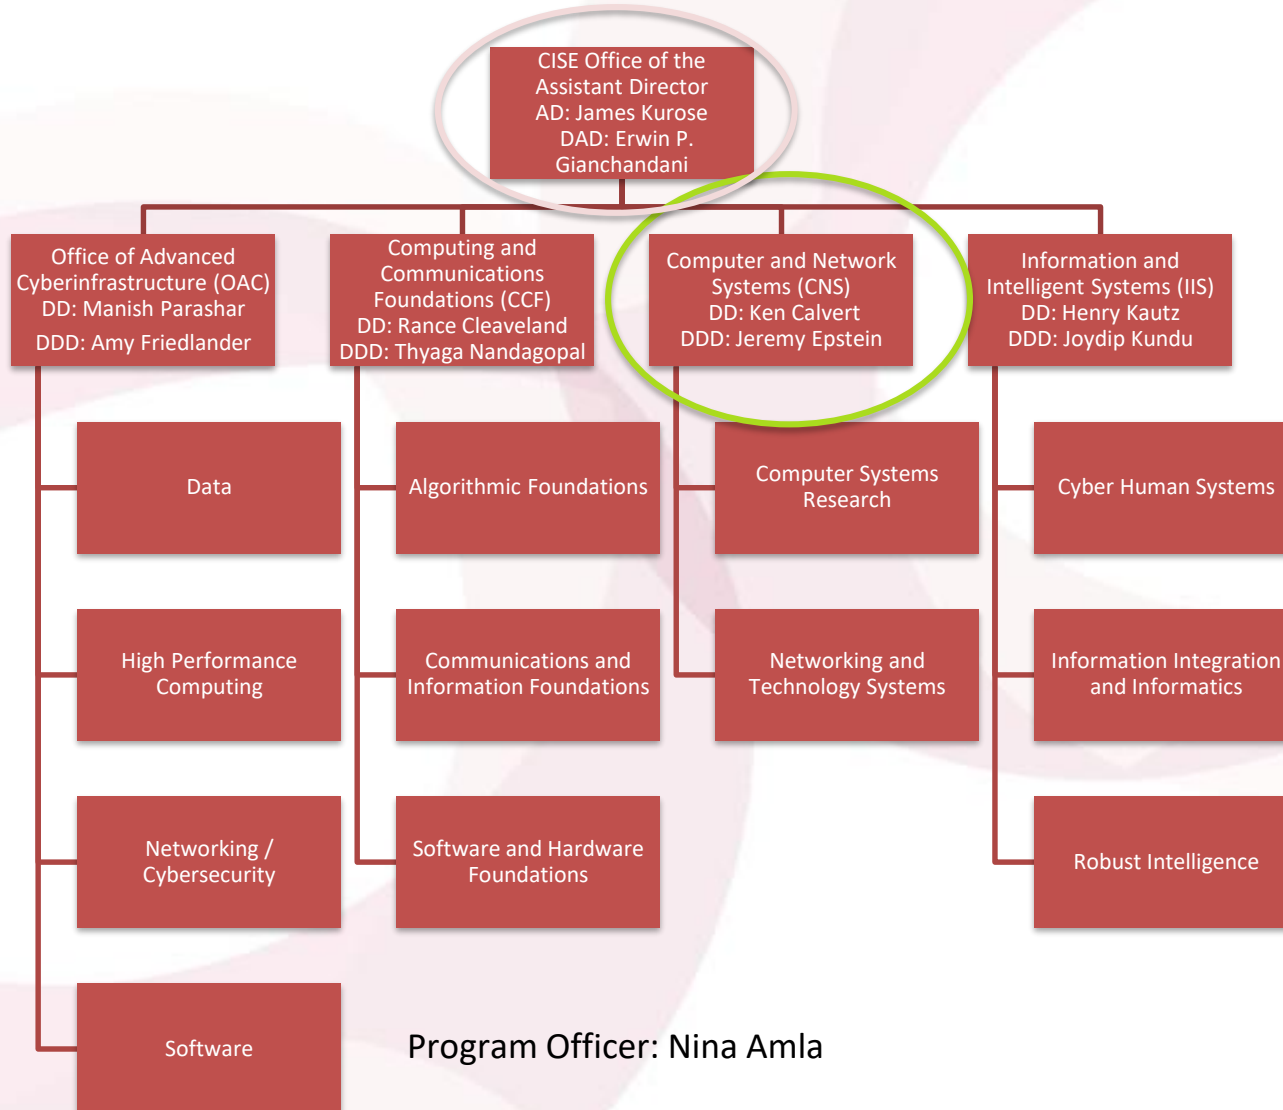 CISE Office of the
Assistant Director
AD: James Kurose
DAD: Erwin P.
Gianchandani
Office of Advanced
Cyberinfrastructure (OAC)
DD: Manish Parashar
DDD: Amy Friedlander
Computing and
Communications
Foundations (CCF)
DD: Rance Cleaveland
DDD: Thyaga Nandagopal
Computer and Network
Systems (CNS)
DD: Ken Calvert
DDD: Jeremy Epstein
Information and
Intelligent Systems (IIS)
DD: Henry Kautz
DDD: Joydip Kundu
Data
High Performance
Computing
Networking /
Cybersecurity
Software
Algorithmic Foundations
Communications and
Information Foundations
Software and Hardware
Foundations
Computer Systems
Research
Networking and
Technology Systems
Cyber Human Systems
Information Integration
and Informatics
Robust Intelligence
Program Officer: Nina Amla